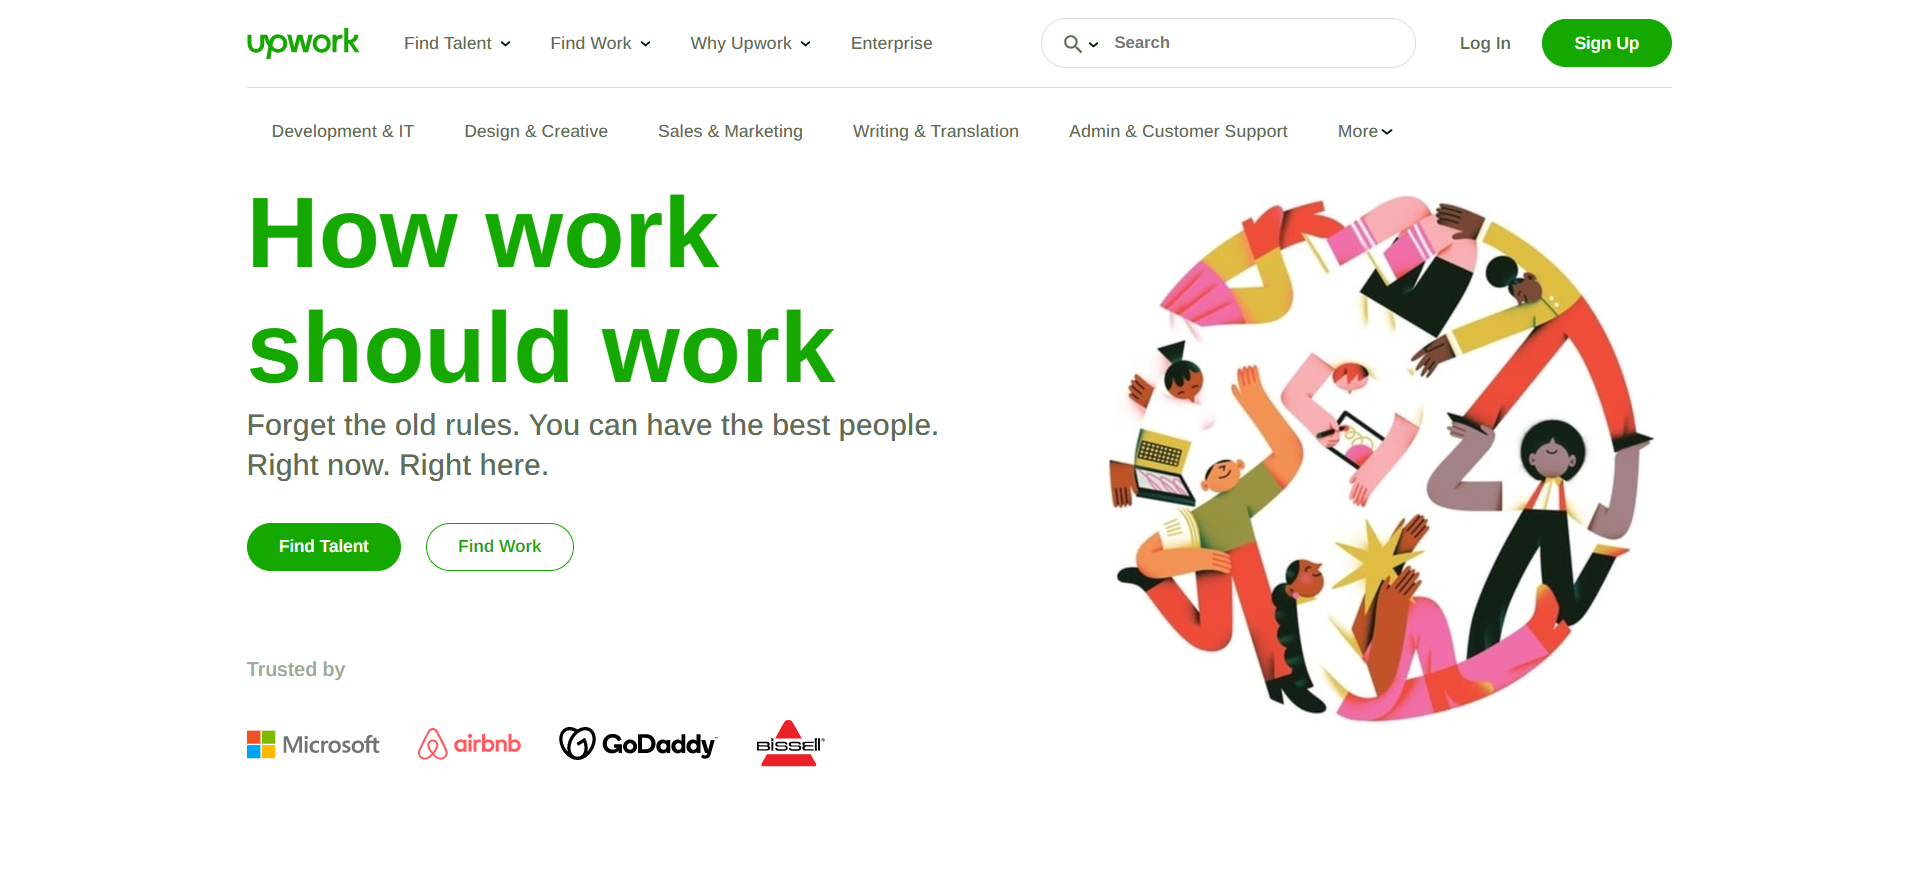 upwork
Find Talent
Find Work
Why Upwork
Enterprise
Search
Log In
Sign Up
Development & IT
Design & Creative
Sales & Marketing
Writing & Translation
Admin & Customer Support
More
How work
should work
Forget the old rules. You can have the best people.
Right now. Right here.
Find Talent
Find Work
Trusted by
Microsoft
airbnb
GoDaddy
BISSELL